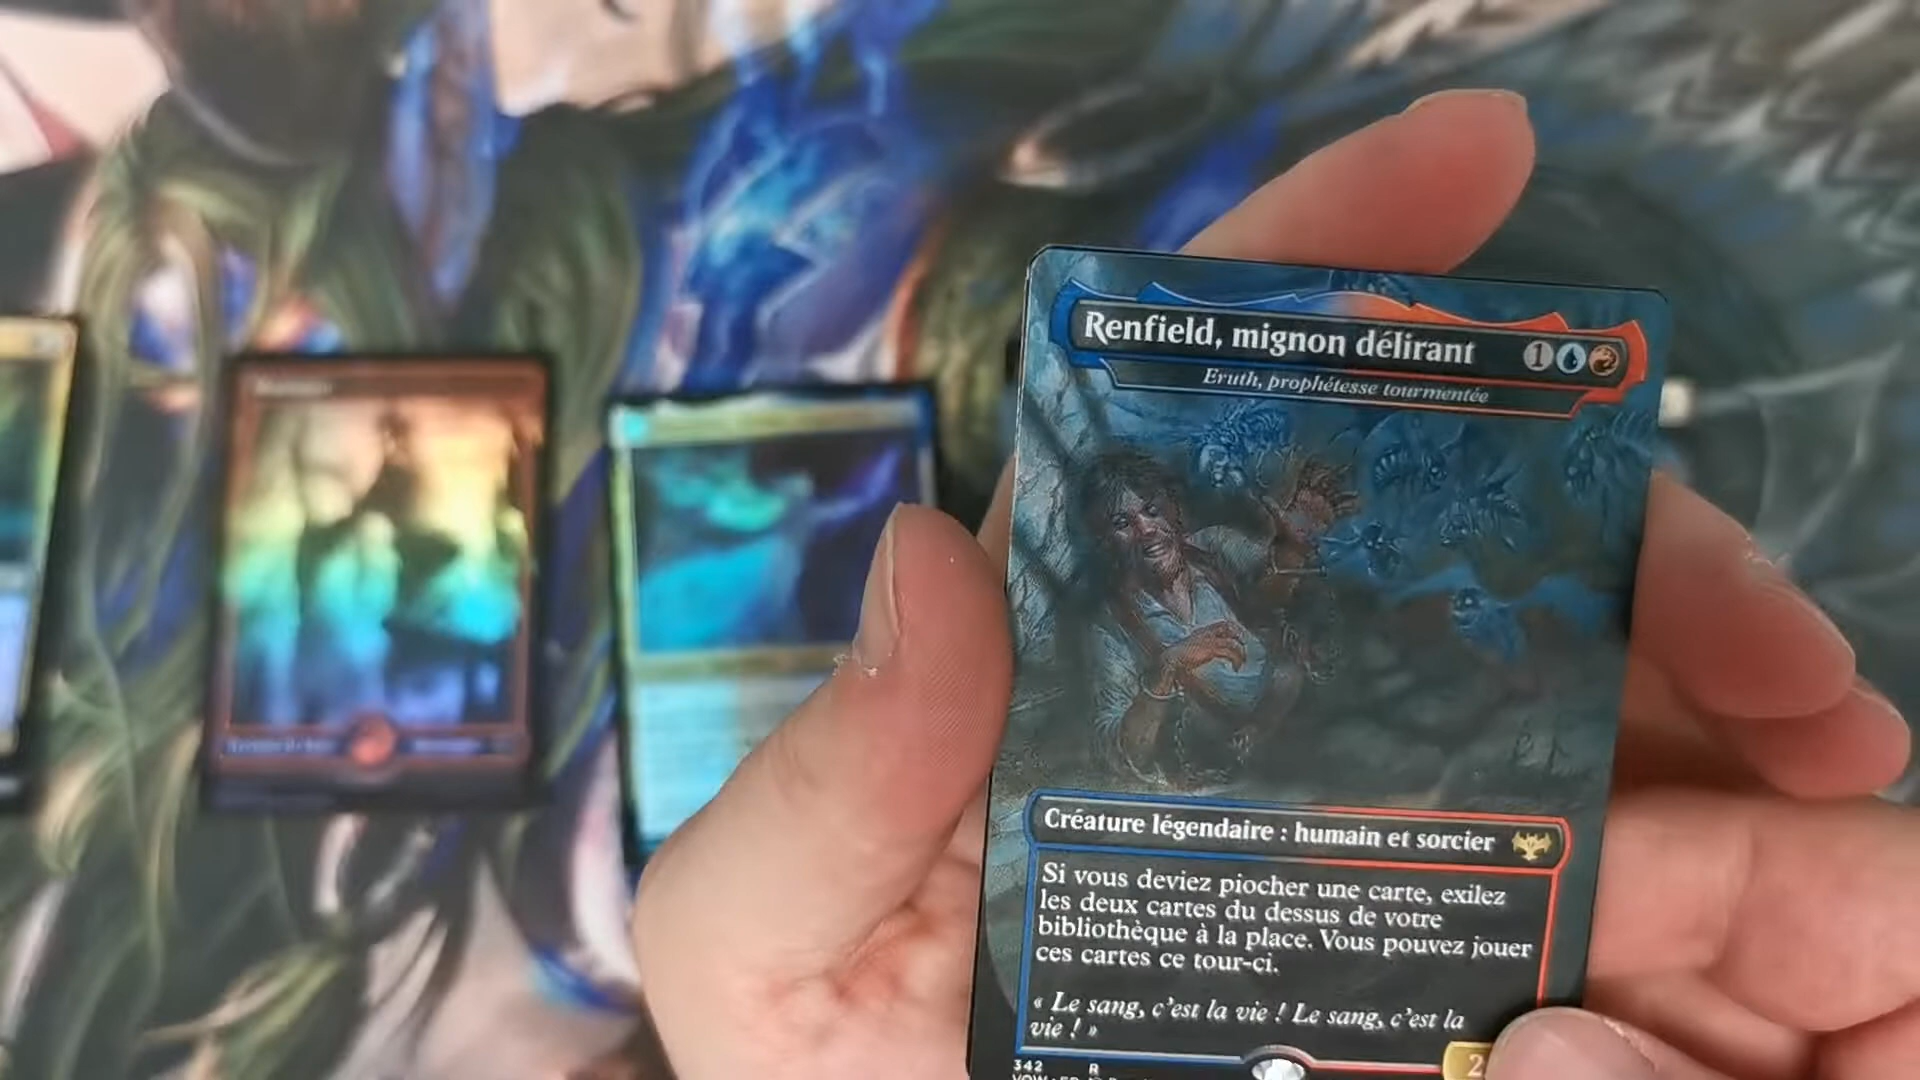 Renfield, mignon délirant 1
Eruth, prophétesse tourmentée
Créature légendaire : humain et sorcier
Si vous deviez piocher une carte, exilez
les deux cartes du dessus de votre
bibliothèque à la place. Vous pouvez jouer
ces cartes ce tour-ci.
« Le sang, c'est la vie ! Le sang, c'est la
vie ! »
2
342 R